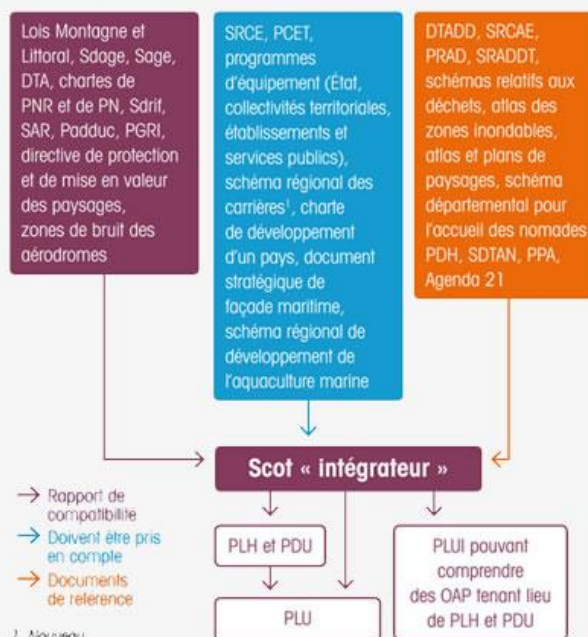 Lois Montagne et
Littoral, Sdage, Sage,
DTA, chartes de
PNR et de PN, Sdrif,
SAR, Padduc, PGRI,
directive de protection
et de mise en valeur
des paysages,
zones de bruit des
aérodromes
SRCE, PCET,
programmes
d'équipement (État,
collectivités territoriales,
établissements et
services publics),
schéma régional des
carrières¹, charte
de développement
d'un pays, document
stratégique de
façade maritime,
schéma régional de
développement de
l'aquaculture marine
DTADD, SRCAE,
PRAD, SRADDT,
schémas relatifs aux
déchets, atlas des
zones inondables,
atlas et plans de
paysages, schéma
départemental pour
l'accueil des nomades
PDH, SDTAN, PPA,
Agenda 21
Scot « intégrateur »
Rapport de
compatibilité
Doivent être pris
en compte
Documents
de référence
PLH et PDU
PLU
PLUI pouvant
comprendre
des OAP tenant lieu
de PLH et PDU
1. Nouveau